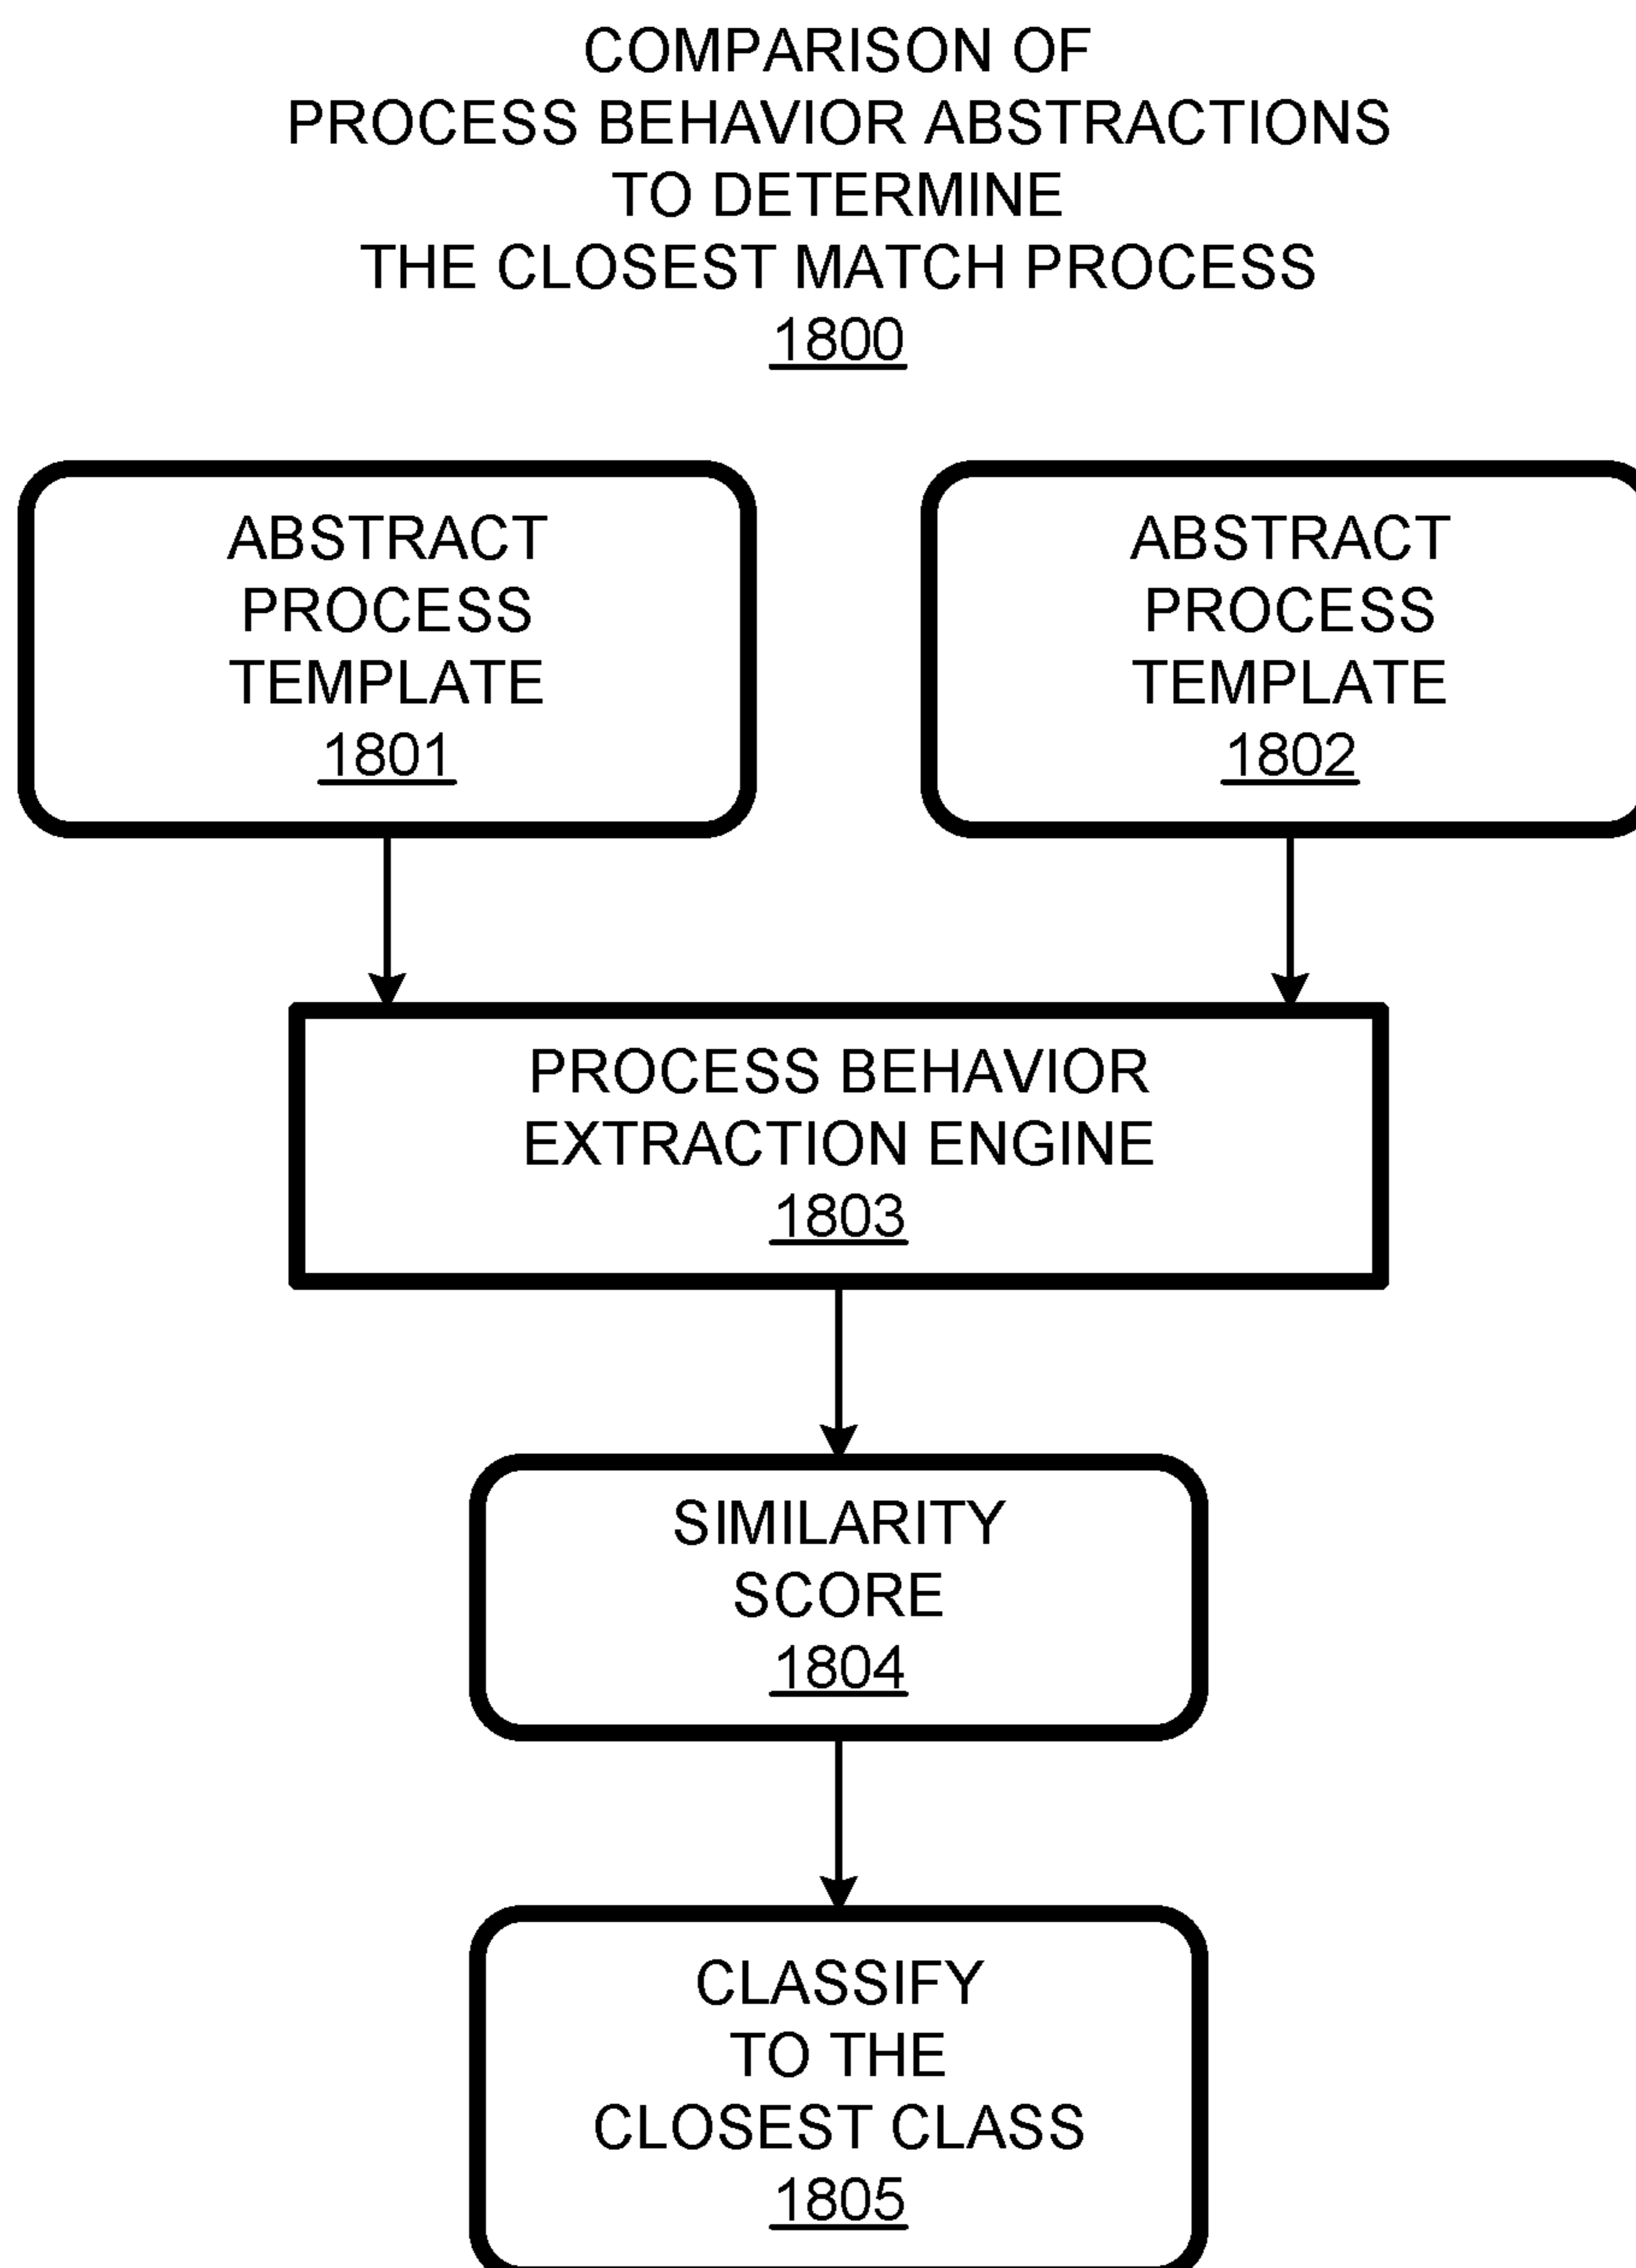 COMPARISON OF
PROCESS BEHAVIOR ABSTRACTIONS
TO DETERMINE
THE CLOSEST MATCH PROCESS
1800
ABSTRACT
PROCESS
TEMPLATE
1801
ABSTRACT
PROCESS
TEMPLATE
1802
PROCESS BEHAVIOR
EXTRACTION ENGINE
1803
SIMILARITY
SCORE
1804
CLASSIFY
TO THE
CLOSEST CLASS
1805